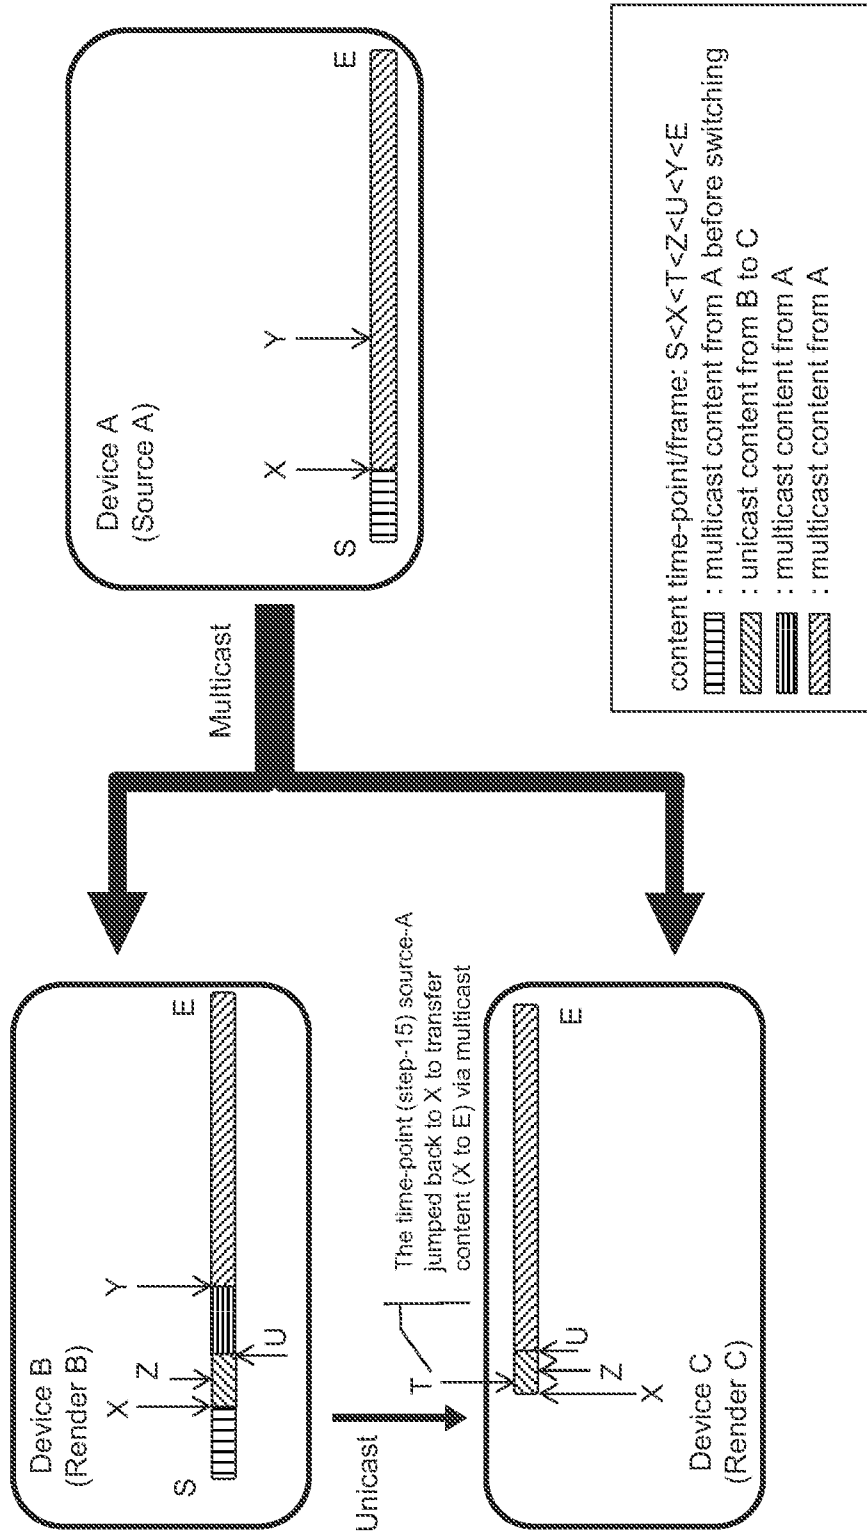 Device B
(Render B)
S
X
Z
Y
U
E
Unicast
T
The time-point (step-15) source-A
jumped back to X to transfer
content (X to E) via multicast
Device C
(Render C)
X
Z
U
E
Multicast
Device A
(Source A)
S
X
Y
E
content time-point/frame: S<X<T<Z<U<Y<E
: multicast content from A before switching
: unicast content from B to C
: multicast content from A
: multicast content from A